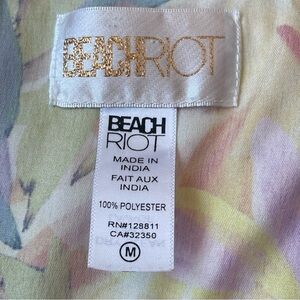 BEACHRIOT
BEACH
RIOT
MADE IN
INDIA
FAIT AUX
INDIA
100% POLYESTER
RN#128811
CA#32350
M